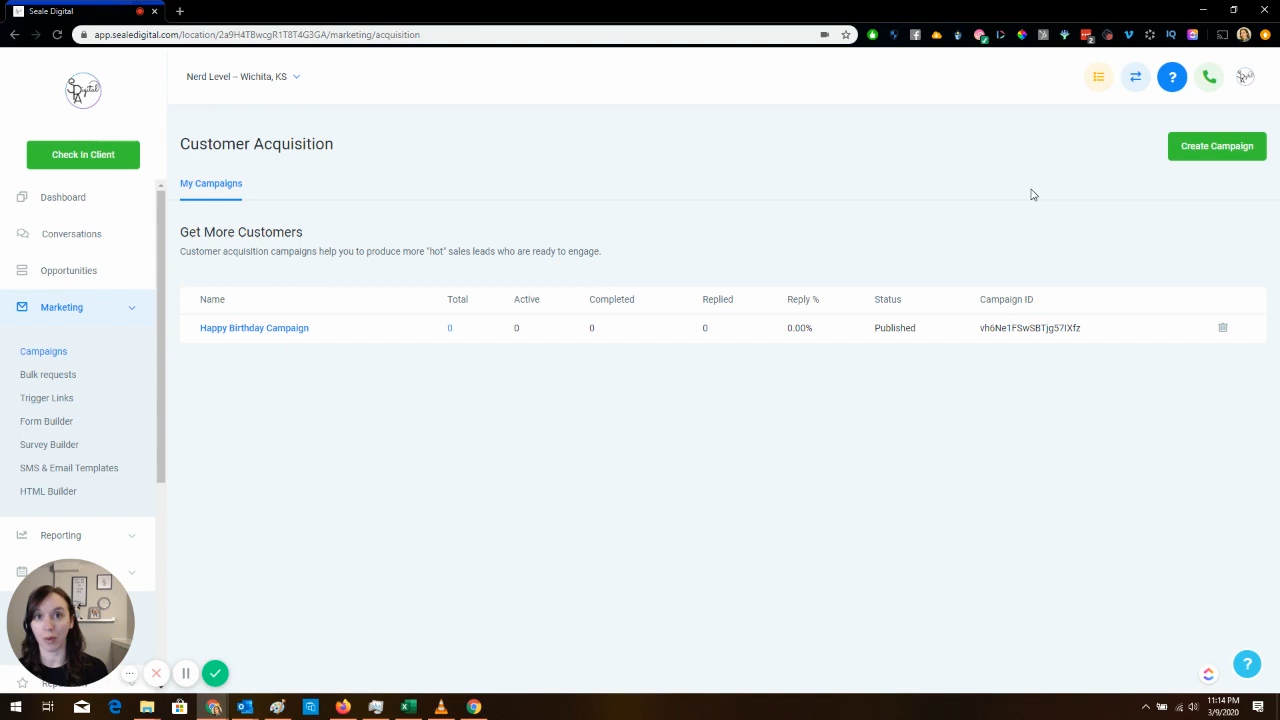 Seale Digital
app.sealedigital.com/location/2a9H4TBwcgR1T8T4G3GA/marketing/acquisition
Digital
Nerd Level – Wichita, KS
Check In Client
Customer Acquisition
Create Campaign
My Campaigns
Dashboard
Conversations
Opportunities
Marketing
Campaigns
Bulk requests
Trigger Links
Form Builder
Survey Builder
SMS & Email Templates
HTML Builder
Reporting
Get More Customers
Customer acquisition campaigns help you to produce more "hot" sales leads who are ready to engage.
Name Total Active Completed Replied Reply % Status Campaign ID
Happy Birthday Campaign 0 0 0 0 0.00% Published vh6Ne1FSwSBTjg57IXfz
11:14 PM
3/9/2020